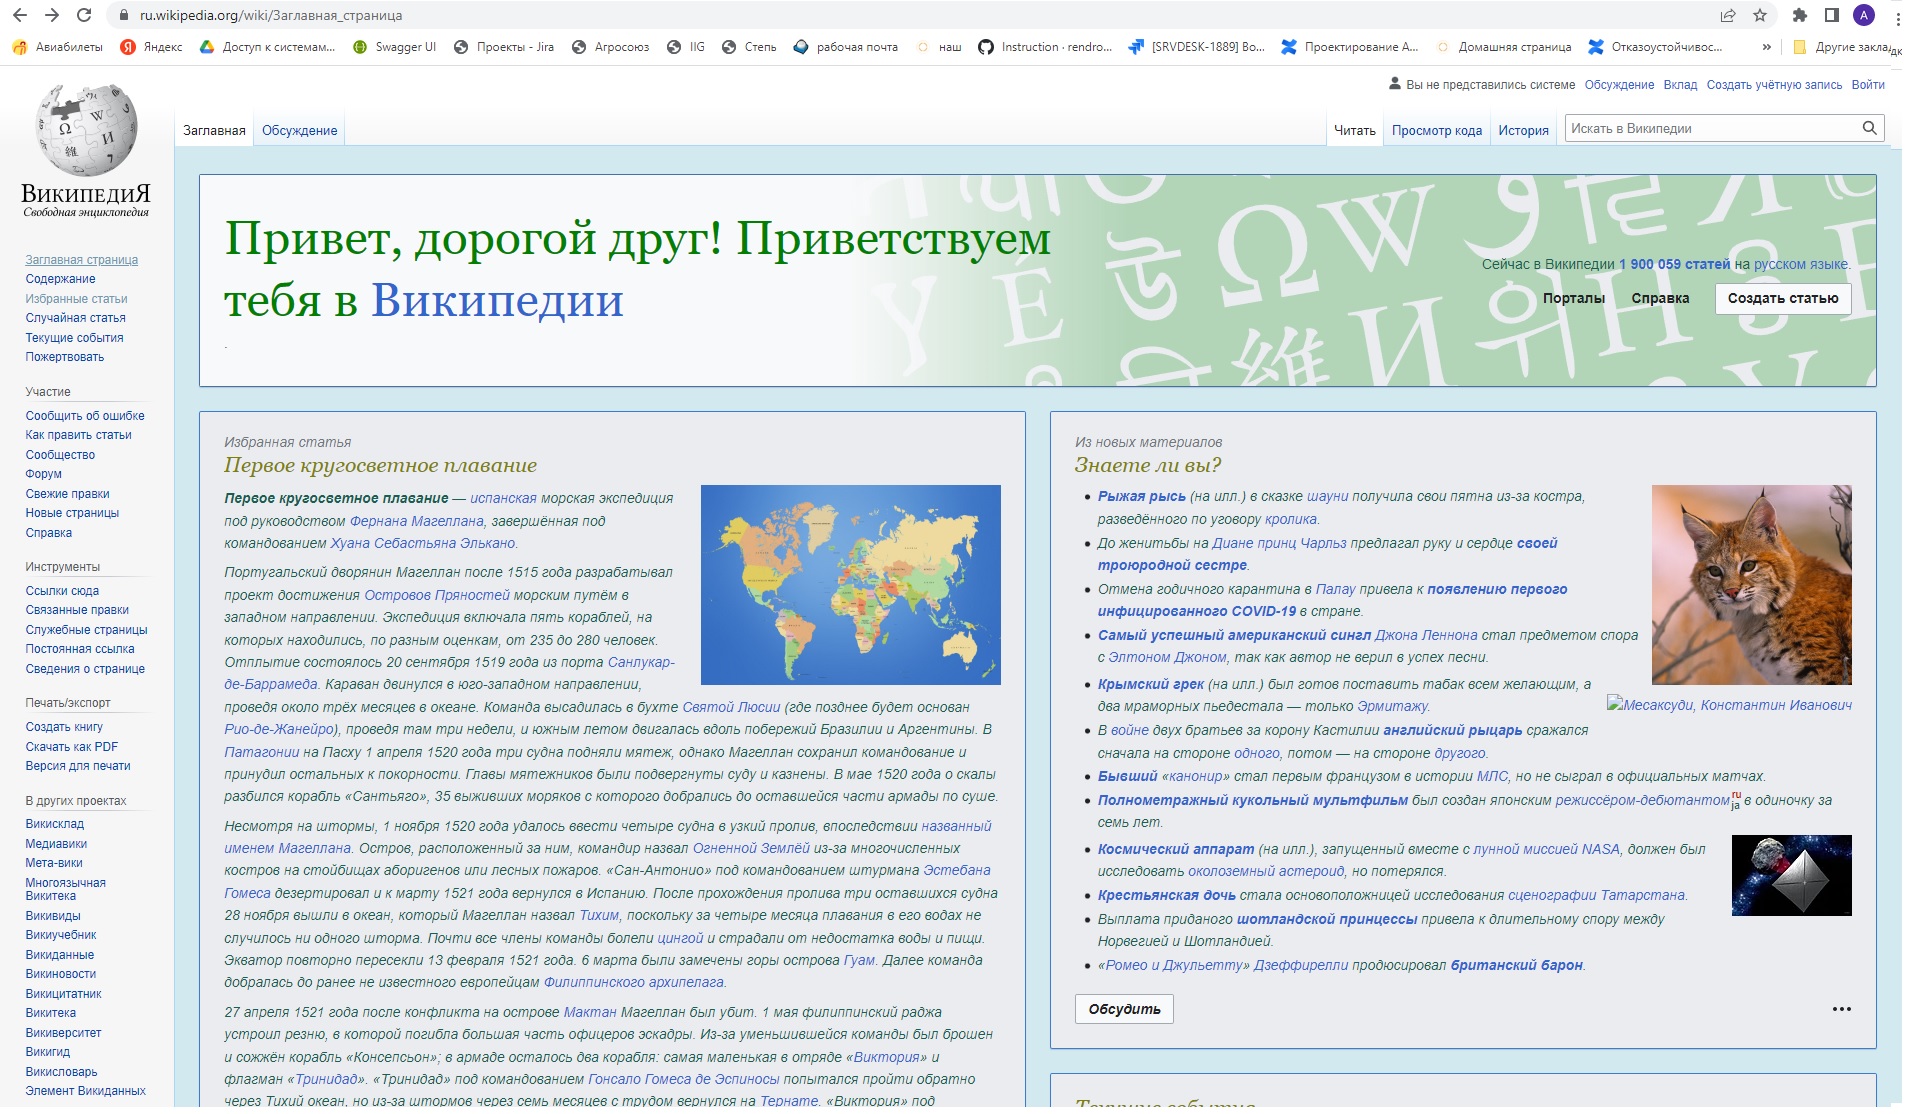 ru.wikipedia.org/wiki/Заглавная_страница
A
Авиабилеты
Яндекс
Доступ к системам...
Swagger UI
Проекты - Jira
Агросоюз
IIG
Степь
рабочая почта
наш
Instruction · rendro...
[SRVDESK-1889] Во...
Проектирование А...
Домашняя страница
Отказоустойчивос...
»
Другие закла
Вы не представились системе Обсуждение Вклад Создать учётную запись Войти
ВикипедиЯ
Свободная энциклопедия
Заглавная Обсуждение
Читать Просмотр кода История Искать в Википедии
Заглавная страница
Содержание
Избранные статьи
Случайная статья
Текущие события
Пожертвовать
Участие
Сообщить об ошибке
Как править статьи
Сообщество
Форум
Свежие правки
Новые страницы
Справка
Инструменты
Ссылки сюда
Связанные правки
Служебные страницы
Постоянная ссылка
Сведения о странице
Печать/экспорт
Создать книгу
Скачать как PDF
Версия для печати
В других проектах
Викисклад
Медиавики
Мета-вики
Многоязычная
Викитека
Викивиды
Викиучебник
Викиданные
Викиновости
Викицитатник
Викитека
Викиверситет
Викигид
Викисловарь
Элемент Викиданных
Привет, дорогой друг! Приветствуем
тебя в Википедии
.
Сейчас в Википедии 1 900 059 статей на русском языке.
Порталы Справка Создать статью
Избранная статья
Первое кругосветное плавание
Первое кругосветное плавание — испанская морская экспедиция
под руководством Фернана Магеллана, завершённая под
командованием Хуана Себастьяна Элькано.
Португальский дворянин Магеллан после 1515 года разрабатывал
проект достижения Островов Пряностей морским путём в
западном направлении. Экспедиция включала пять кораблей, на
которых находились, по разным оценкам, от 235 до 280 человек.
Отплытие состоялось 20 сентября 1519 года из порта Санлукар-
де-Баррамеда. Караван двинулся в юго-западном направлении,
проведя около трёх месяцев в океане. Команда высадилась в бухте Святой Люсии (где позднее будет основан
Рио-де-Жанейро), проведя там три недели, и южным летом двигалась вдоль побережий Бразилии и Аргентины. В
Патагонии на Пасху 1 апреля 1520 года три судна подняли мятеж, однако Магеллан сохранил командование и
принудил остальных к покорности. Главы мятежников были подвергнуты суду и казнены. В мае 1520 года о скалы
разбился корабль «Сантьяго», 35 выживших моряков с которого добрались до оставшейся части армады по суше.
Несмотря на штормы, 1 ноября 1520 года удалось ввести четыре судна в узкий пролив, впоследствии названный
именем Магеллана. Остров, расположенный за ним, командир назвал Огненной Землёй из-за многочисленных
костров на стойбищах аборигенов или лесных пожаров. «Сан-Антонио» под командованием штурмана Эстебана
Гомеса дезертировал и к марту 1521 года вернулся в Испанию. После прохождения пролива три оставшихся судна
28 ноября вышли в океан, который Магеллан назвал Тихим, поскольку за четыре месяца плавания в его водах не
случилось ни одного шторма. Почти все члены команды болели цингой и страдали от недостатка воды и пищи.
Экватор повторно пересекли 13 февраля 1521 года. 6 марта были замечены горы острова Гуам. Далее команда
добралась до ранее не известного европейцам Филиппинского архипелага.
27 апреля 1521 года после конфликта на острове Мактан Магеллан был убит. 1 мая филиппинский раджа
устроил резню, в которой погибла большая часть офицеров эскадры. Из-за уменьшившейся команды был брошен
и сожжён корабль «Консепсьон»; в армаде осталось два корабля: самая маленькая в отряде «Виктория» и
флагман «Тринидад». «Тринидад» под командованием Гонсало Гомеса де Эспиносы попытался пройти обратно
через Тихий океан, но из-за штормов через семь месяцев с трудом вернулся на Тернате. «Виктория» под
Из новых материалов
Знаете ли вы?
Рыжая рысь (на илл.) в сказке шауни получила свои пятна из-за костра,
разведённого по уговору кролика.
До женитьбы на Диане принц Чарльз предлагал руку и сердце своей
троюродной сестре.
Отмена годичного карантина в Палау привела к появлению первого
инфицированного COVID-19 в стране.
Самый успешный американский сингл Джона Леннона стал предметом спора
с Элтоном Джоном, так как автор не верил в успех песни.
Крымский грек (на илл.) был готов поставить табак всем желающим, а
два мраморных пьедестала — только Эрмитажу.
Месаксуди, Константин Иванович
В войне двух братьев за корону Кастилии английский рыцарь сражался
сначала на стороне одного, потом — на стороне другого.
Бывший «канонир» стал первым французом в истории МЛС, но не сыграл в официальных матчах.
Полнометражный кукольный мультфильм был создан японским режиссёром-дебютантом ru ja в одиночку за
семь лет.
Космический аппарат (на илл.), запущенный вместе с лунной миссией NASA, должен был
исследовать околоземный астероид, но потерялся.
Крестьянская дочь стала основоположницей исследования сценографии Татарстана.
Выплата приданого шотландской принцессы привела к длительному спору между
Норвегией и Шотландией.
«Ромео и Джульетту» Дзеффирелли продюсировал британский барон.
Обсудить
Текущие события